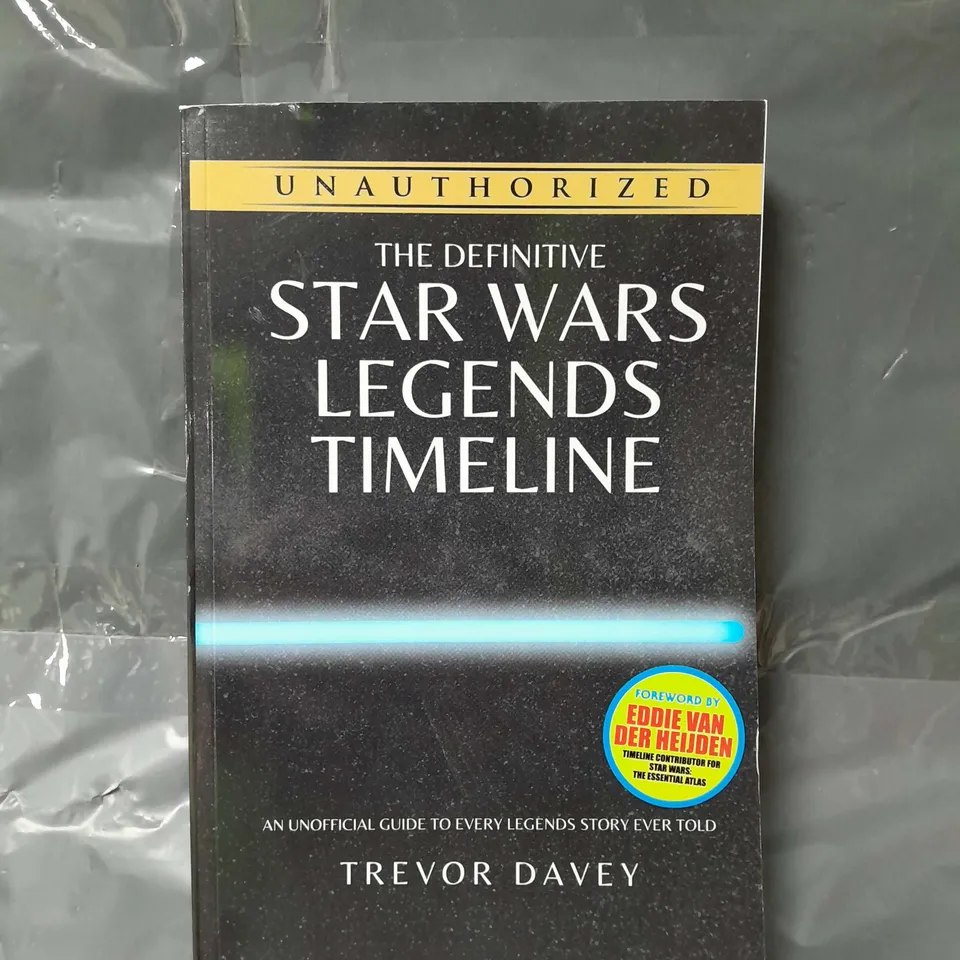 UNAUTHORIZED
THE DEFINITIVE
STAR WARS
LEGENDS
TIMELINE
FOREWORD BY
EDDIE VAN
DER HEIJDEN
TIMELINE CONTRIBUTOR FOR
STAR WARS:
THE ESSENTIAL ATLAS
AN UNOFFICIAL GUIDE TO EVERY LEGENDS STORY EVER TOLD
TREVOR DAVEY